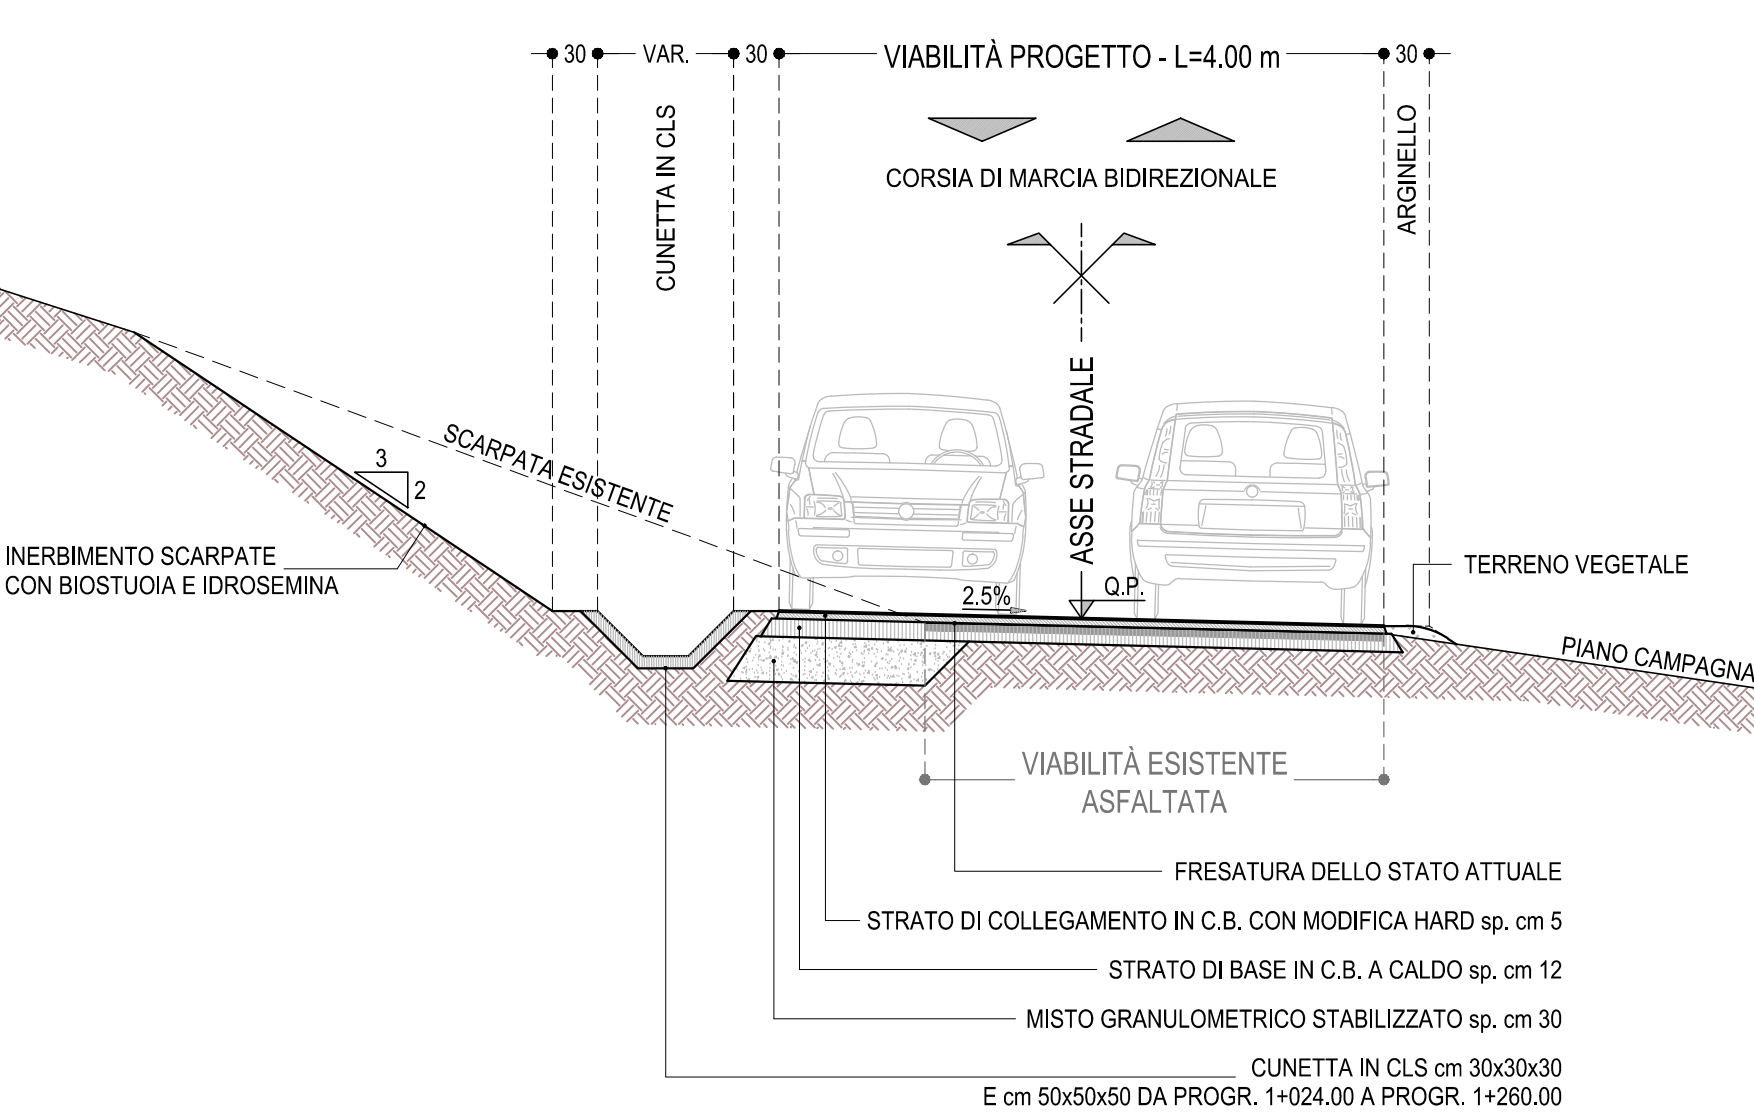 30
VAR.
30
VIABILITÀ PROGETTO - L=4.00 m
30
CUNETTA IN CLS
ARGINELLO
CORSIA DI MARCIA BIDIREZIONALE
ASSE STRADALE
SCARPATA ESISTENTE
3
2
INERBIMENTO SCARPATE
CON BIOSTUOIA E IDROSEMINA
2.5%
Q.P.
TERRENO VEGETALE
PIANO CAMPAGNA
VIABILITÀ ESISTENTE
ASFALTATA
FRESATURA DELLO STATO ATTUALE
STRATO DI COLLEGAMENTO IN C.B. CON MODIFICA HARD sp. cm 5
STRATO DI BASE IN C.B. A CALDO sp. cm 12
MISTO GRANULOMETRICO STABILIZZATO sp. cm 30
CUNETTA IN CLS cm 30x30x30
E cm 50x50x50 DA PROGR. 1+024.00 A PROGR. 1+260.00